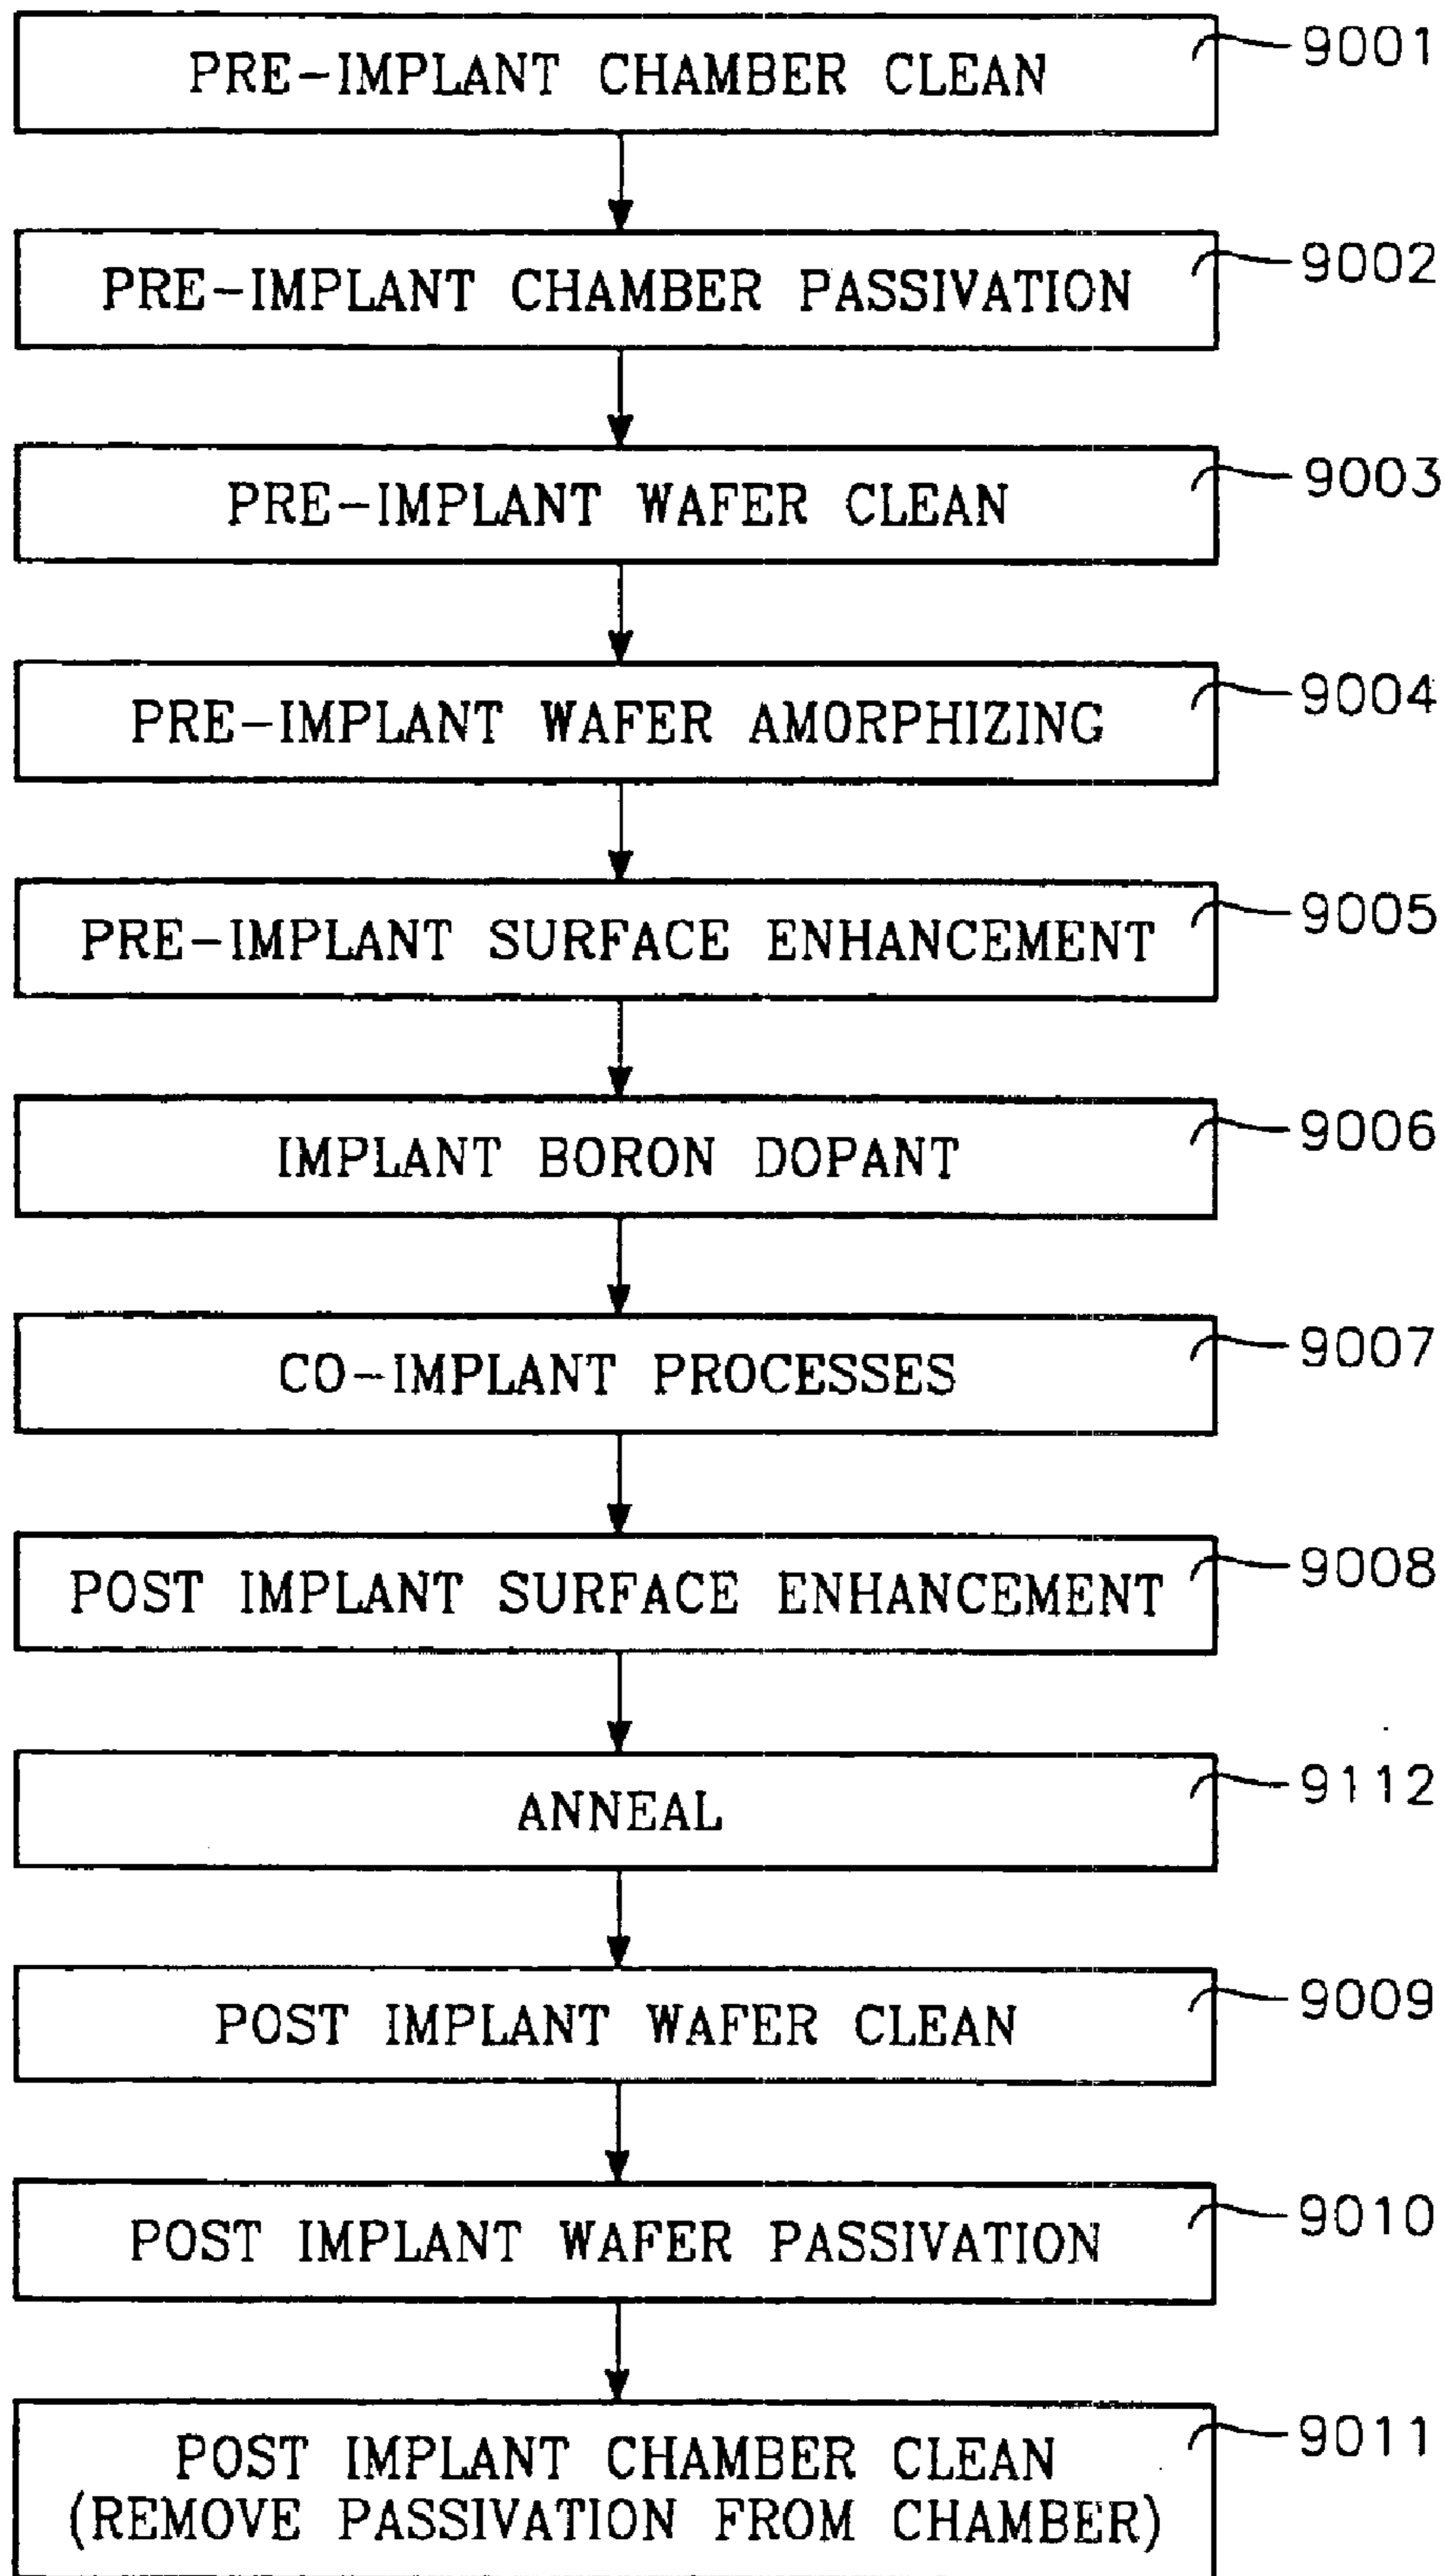 PRE-IMPLANT CHAMBER CLEAN 9001
PRE-IMPLANT CHAMBER PASSIVATION 9002
PRE-IMPLANT WAFER CLEAN 9003
PRE-IMPLANT WAFER AMORPHIZING 9004
PRE-IMPLANT SURFACE ENHANCEMENT 9005
IMPLANT BORON DOPANT 9006
CO-IMPLANT PROCESSES 9007
POST IMPLANT SURFACE ENHANCEMENT 9008
ANNEAL 9112
POST IMPLANT WAFER CLEAN 9009
POST IMPLANT WAFER PASSIVATION 9010
POST IMPLANT CHAMBER CLEAN 9011
(REMOVE PASSIVATION FROM CHAMBER)